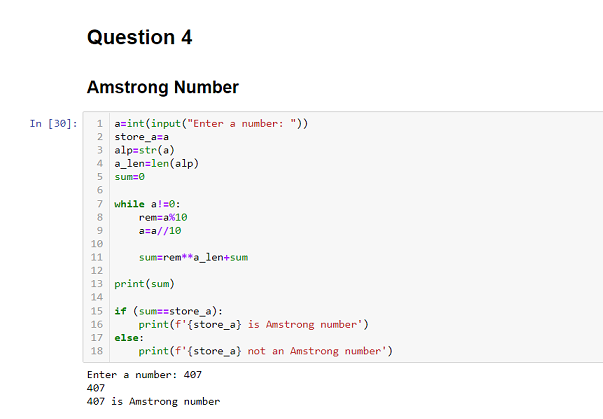 Question 4
Amstrong Number
In [30]:
1 a=int(input("Enter a number: "))
2 store_a=a
3 alp=str(a)
4 a_len=len(alp)
5 sum=0
6
7 while a!=0:
8     rem=a%10
9     a=a//10
10
11     sum=rem**a_len+sum
12
13 print(sum)
14
15 if (sum==store_a):
16     print(f'{store_a} is Amstrong number')
17 else:
18     print(f'{store_a} not an Amstrong number')
Enter a number: 407
407
407 is Amstrong number